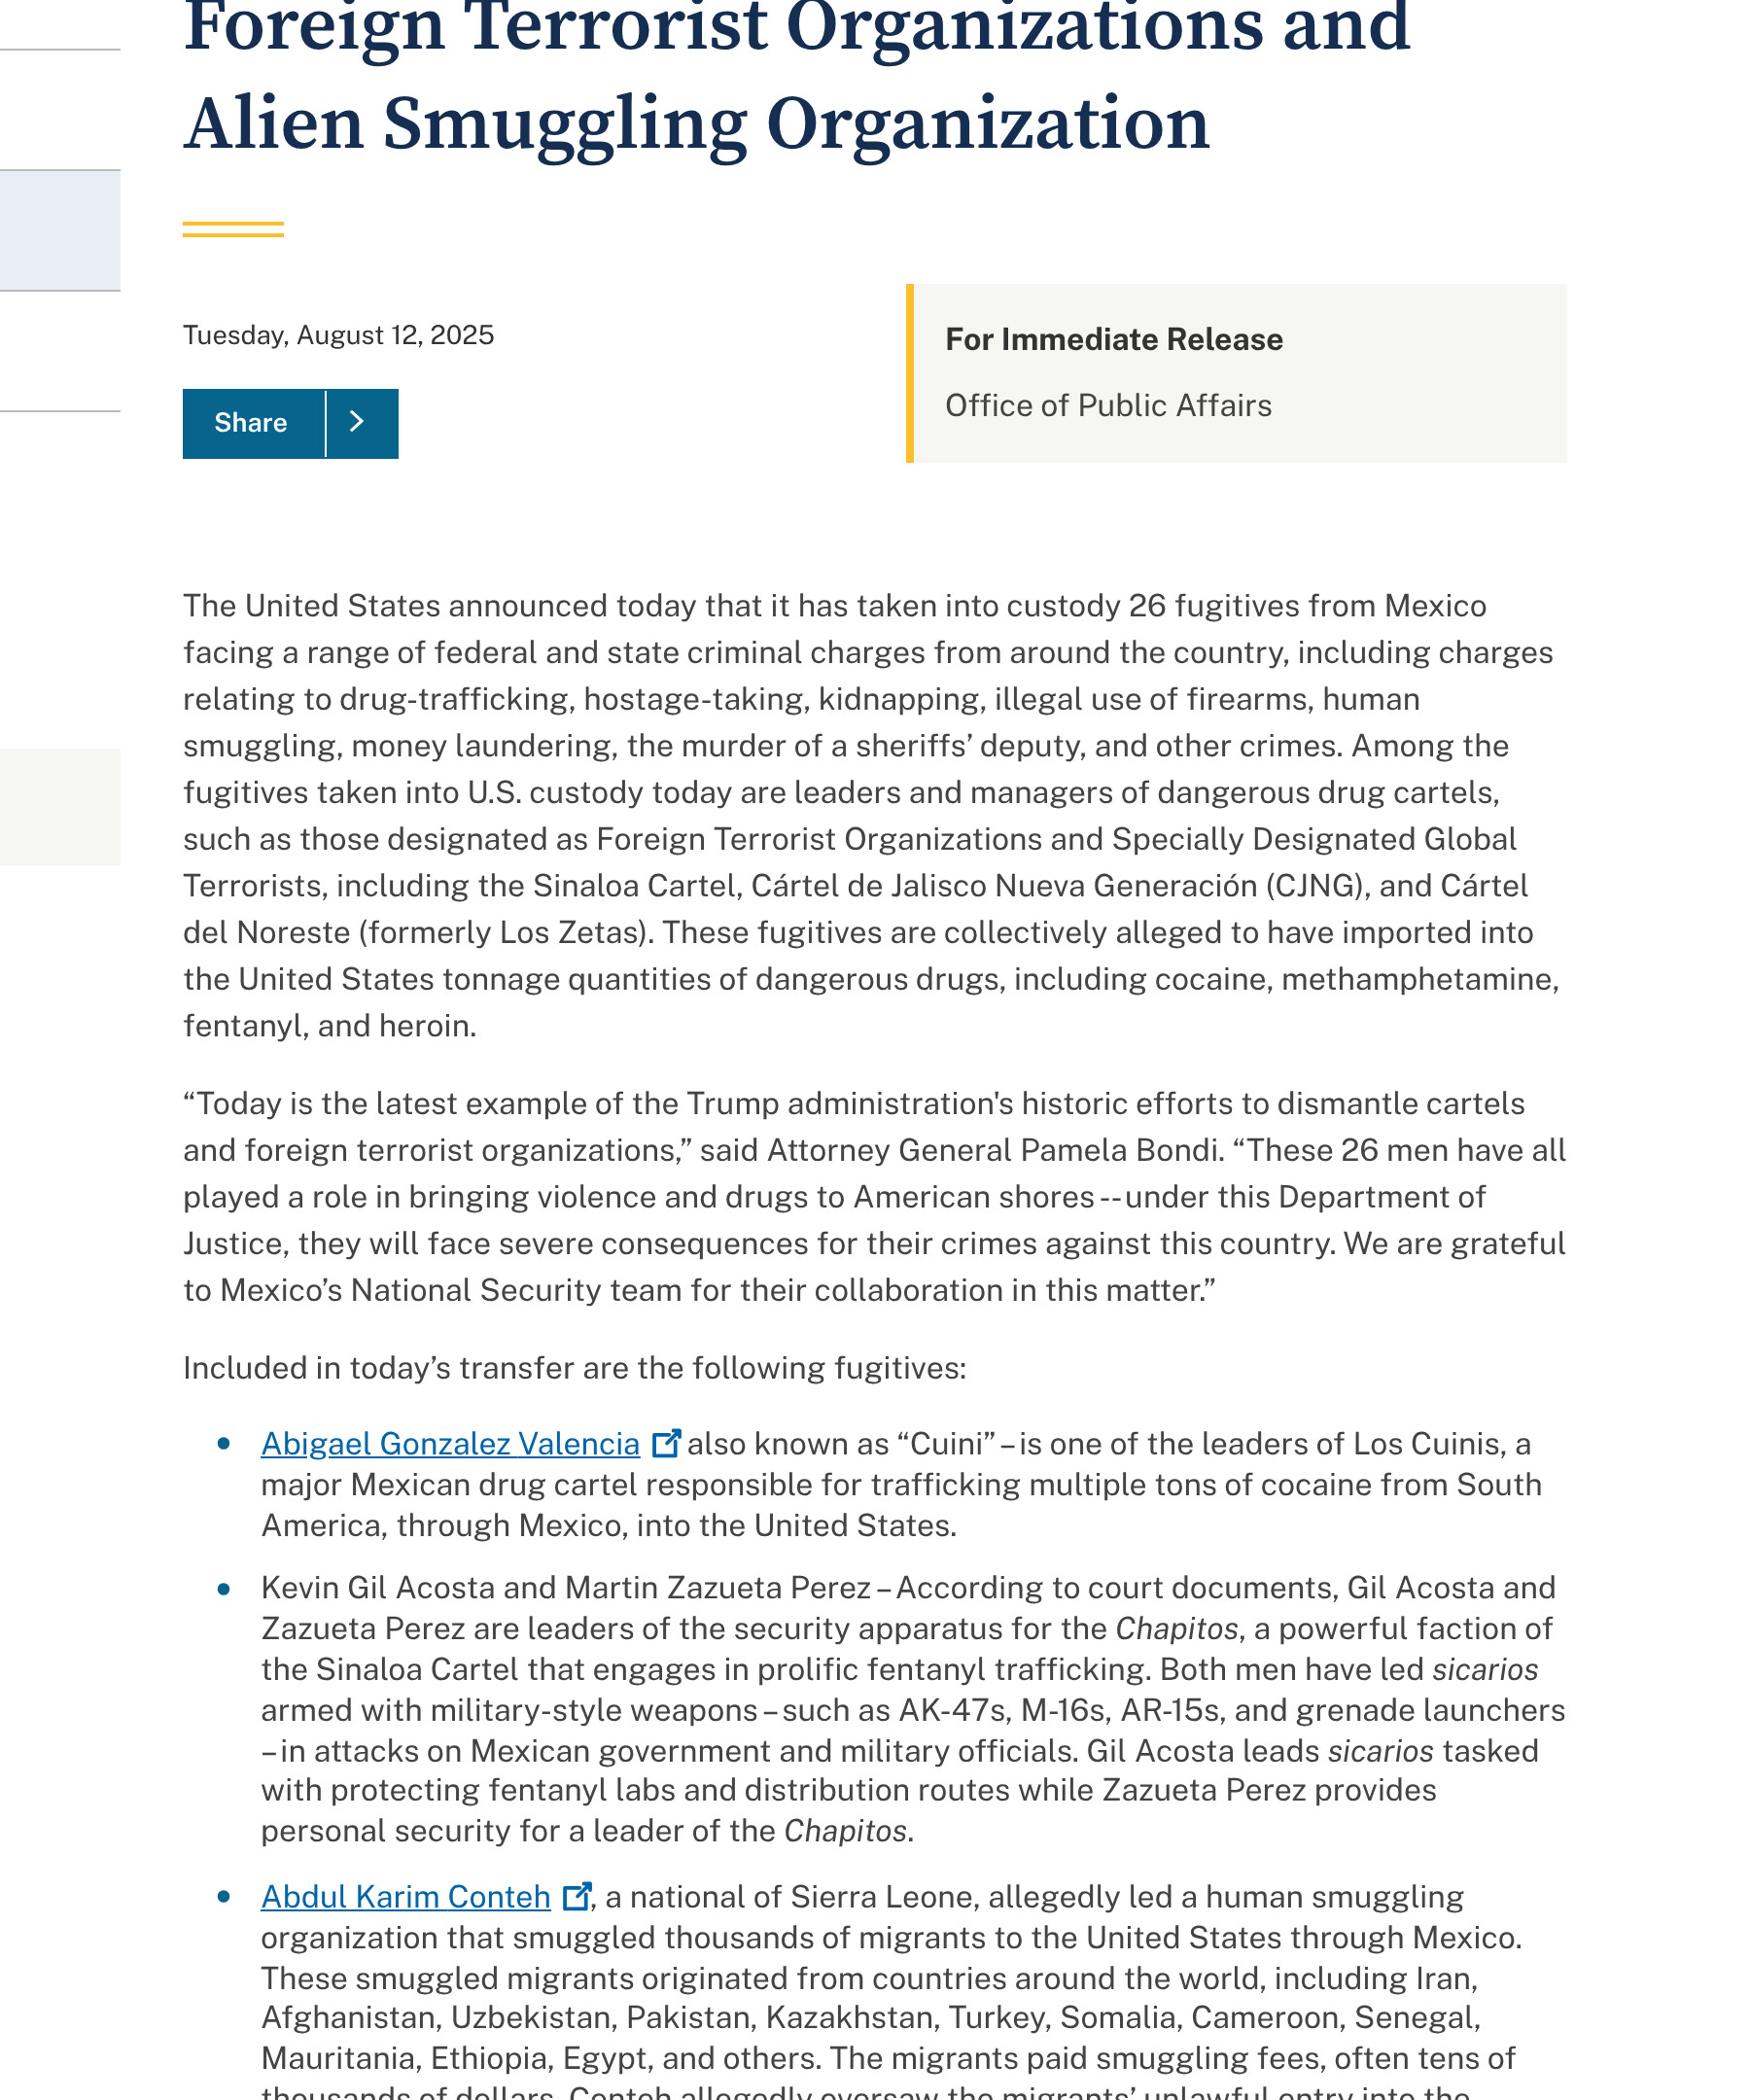 Foreign Terrorist Organizations and
Alien Smuggling Organization
Tuesday, August 12, 2025
Share
For Immediate Release
Office of Public Affairs
The United States announced today that it has taken into custody 26 fugitives from Mexico
facing a range of federal and state criminal charges from around the country, including charges
relating to drug-trafficking, hostage-taking, kidnapping, illegal use of firearms, human
smuggling, money laundering, the murder of a sheriffs’ deputy, and other crimes. Among the
fugitives taken into U.S. custody today are leaders and managers of dangerous drug cartels,
such as those designated as Foreign Terrorist Organizations and Specially Designated Global
Terrorists, including the Sinaloa Cartel, Cártel de Jalisco Nueva Generación (CJNG), and Cártel
del Noreste (formerly Los Zetas). These fugitives are collectively alleged to have imported into
the United States tonnage quantities of dangerous drugs, including cocaine, methamphetamine,
fentanyl, and heroin.
“Today is the latest example of the Trump administration's historic efforts to dismantle cartels
and foreign terrorist organizations,” said Attorney General Pamela Bondi. “These 26 men have all
played a role in bringing violence and drugs to American shores -- under this Department of
Justice, they will face severe consequences for their crimes against this country. We are grateful
to Mexico’s National Security team for their collaboration in this matter.”
Included in today’s transfer are the following fugitives:
• Abigael Gonzalez Valencia also known as “Cuini” – is one of the leaders of Los Cuinis, a
major Mexican drug cartel responsible for trafficking multiple tons of cocaine from South
America, through Mexico, into the United States.
• Kevin Gil Acosta and Martin Zazueta Perez – According to court documents, Gil Acosta and
Zazueta Perez are leaders of the security apparatus for the Chapitos, a powerful faction of
the Sinaloa Cartel that engages in prolific fentanyl trafficking. Both men have led sicarios
armed with military-style weapons – such as AK-47s, M-16s, AR-15s, and grenade launchers
– in attacks on Mexican government and military officials. Gil Acosta leads sicarios tasked
with protecting fentanyl labs and distribution routes while Zazueta Perez provides
personal security for a leader of the Chapitos.
• Abdul Karim Conteh, a national of Sierra Leone, allegedly led a human smuggling
organization that smuggled thousands of migrants to the United States through Mexico.
These smuggled migrants originated from countries around the world, including Iran,
Afghanistan, Uzbekistan, Pakistan, Kazakhstan, Turkey, Somalia, Cameroon, Senegal,
Mauritania, Ethiopia, Egypt, and others. The migrants paid smuggling fees, often tens of
thousands of dollars. Conteh allegedly oversaw the migrants’ unlawful entry into the